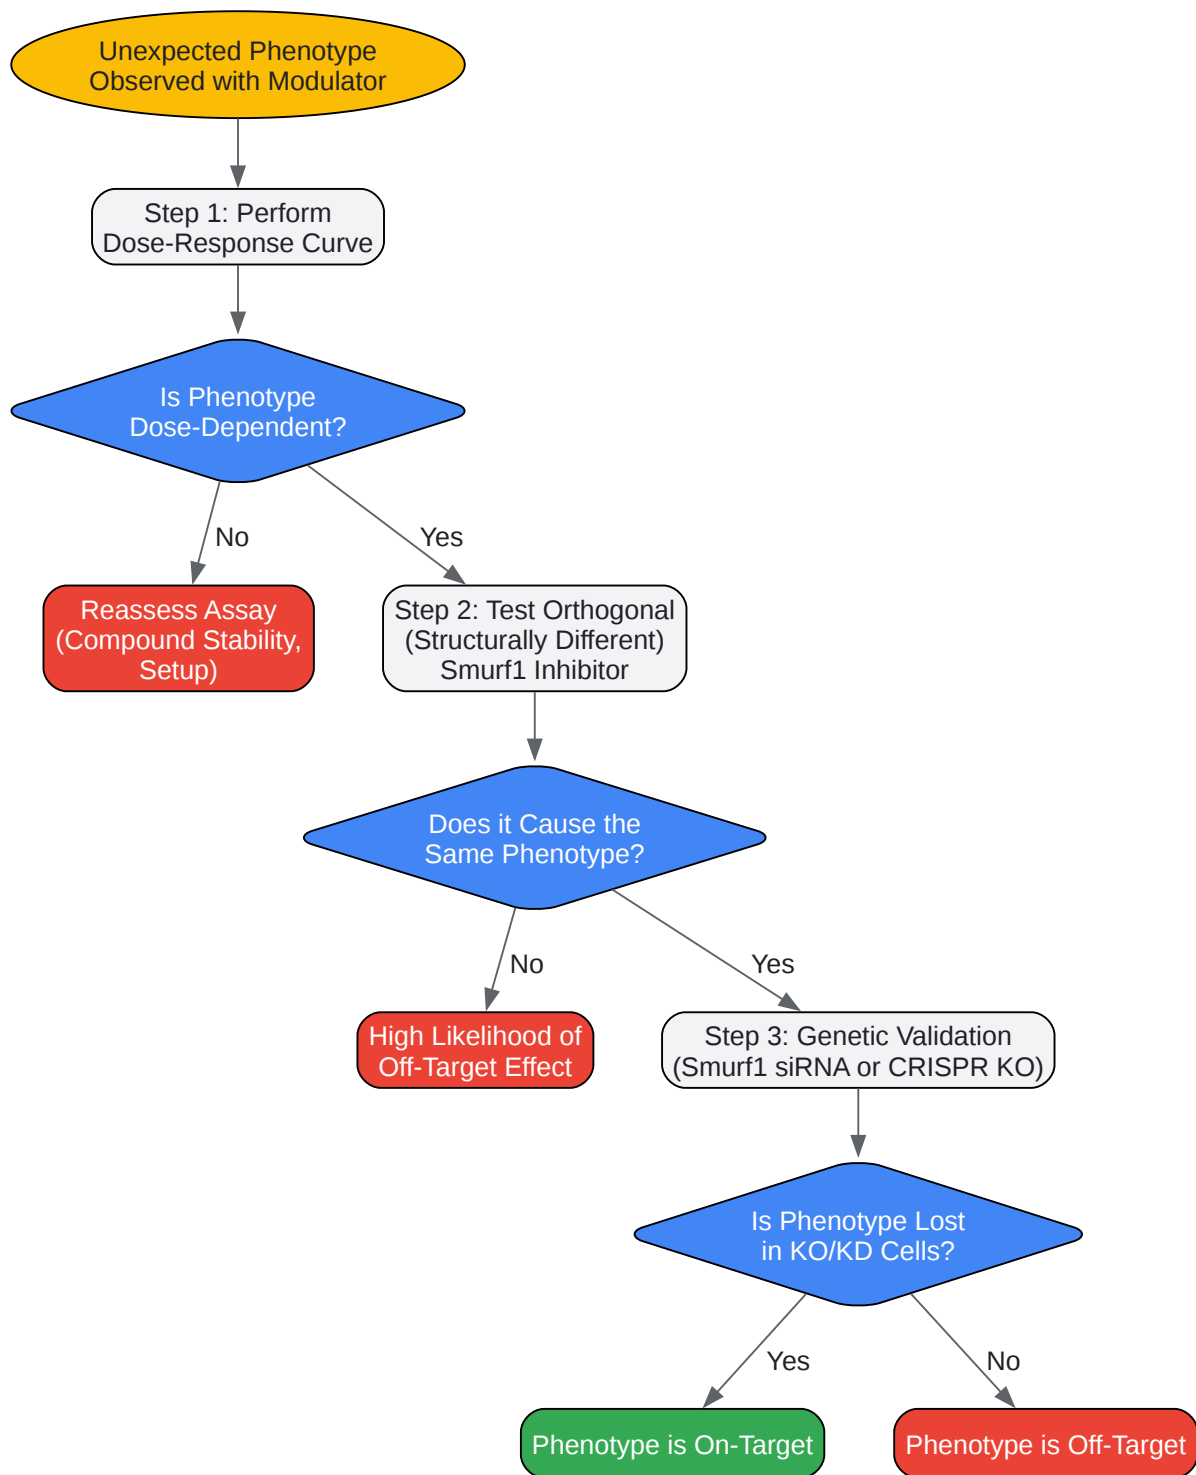 Unexpected Phenotype
Observed with Modulator
Step 1: Perform
Dose-Response Curve
Is Phenotype
Dose-Dependent?
No
Yes
Reassess Assay
(Compound Stability,
Setup)
Step 2: Test Orthogonal
(Structurally Different)
Smurf1 Inhibitor
Does it Cause the
Same Phenotype?
No
Yes
High Likelihood of
Off-Target Effect
Step 3: Genetic Validation
(Smurf1 siRNA or CRISPR KO)
Is Phenotype Lost
in KO/KD Cells?
Yes
No
Phenotype is On-Target
Phenotype is Off-Target